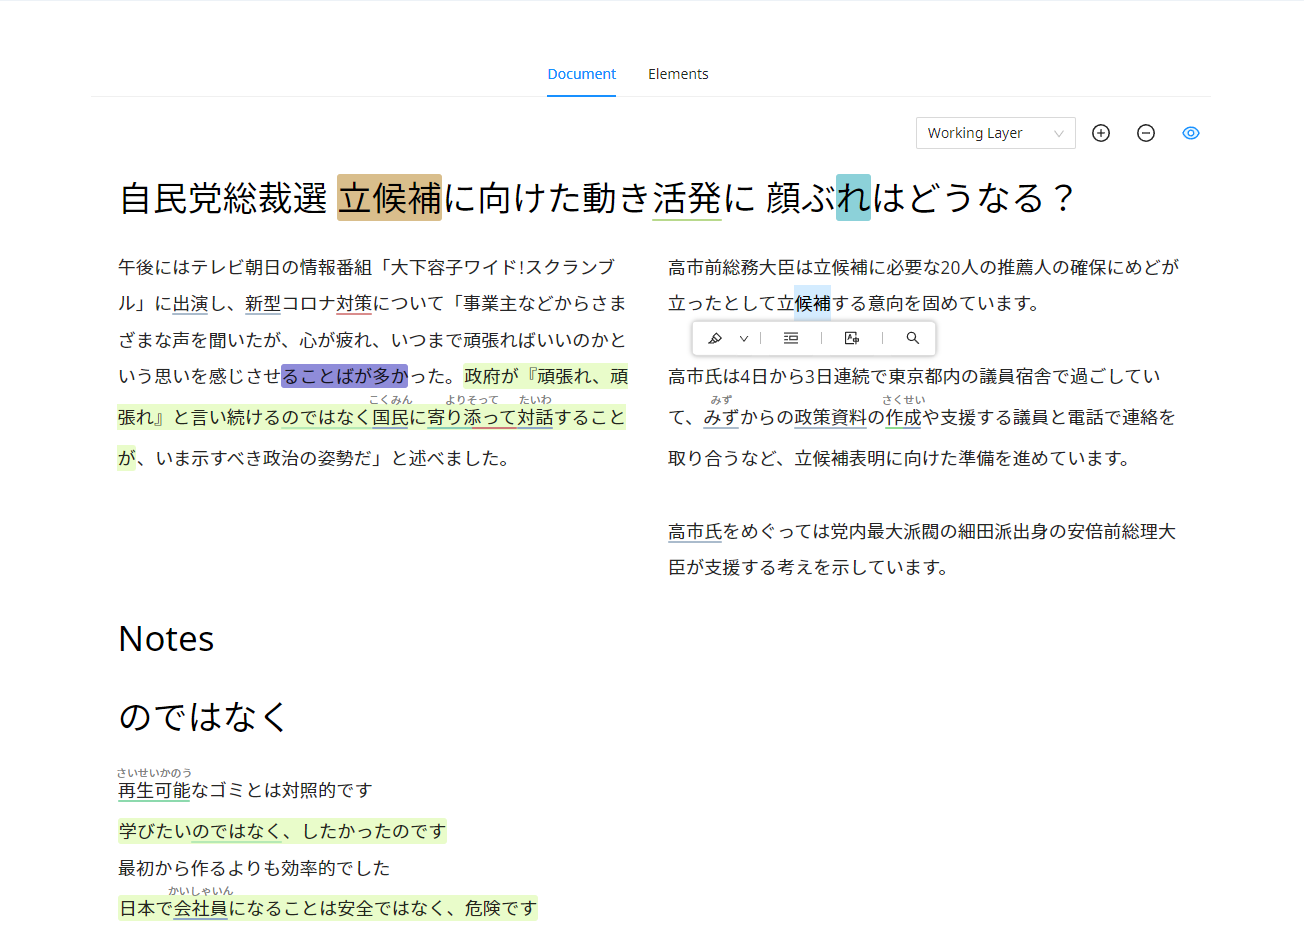 Document Elements
Working Layer
自民党総裁選 立候補に向けた動き活発に 顔ぶれはどうなる？
午後にはテレビ朝日の情報番組「大下容子ワイド!スクランブ
ル」に出演し、新型コロナ対策について「事業主などからさま
ざまな声を聞いたが、心が疲れ、いつまで頑張ればいいのかと
いう思いを感じさせることばが多かった。政府が『頑張れ、頑
こくみん よりそって たいわ
張れ』と言い続けるのではなく国民に寄り添って対話すること
が、いま示すべき政治の姿勢だ」と述べました。
高市前総務大臣は立候補に必要な20人の推薦人の確保にめどが
立ったとして立候補する意向を固めています。
高市氏は4日から3日連続で東京都内の議員宿舎で過ごしてい
みず さくせい
て、みずからの政策資料の作成や支援する議員と電話で連絡を
取り合うなど、立候補表明に向けた準備を進めています。
高市氏をめぐっては党内最大派閥の細田派出身の安倍前総理大
臣が支援する考えを示しています。
Notes
のではなく
さいせいかのう
再生可能なゴミとは対照的です
学びたいのではなく、したかったのです
最初から作るよりも効率的でした
かいしゃいん
日本で会社員になることは安全ではなく、危険です